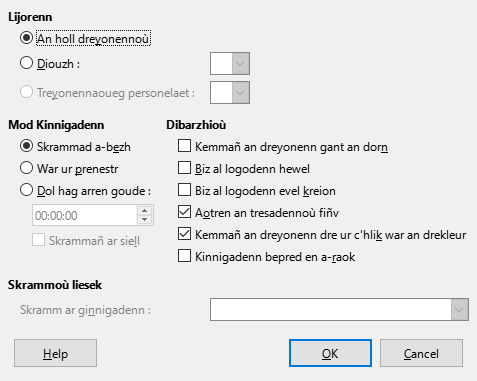 Lijorenn
An holl dreyonennoù
Diouzh :
Treyonennaoueg personelaet :
Mod Kinnigadenn
Dibarzhioù
Skrammad a-bezh
Kemmañ an dreyonenn gant an dorn
War ur prenestr
Biz al logodenn hewel
Dol hag arren goude :
Biz al logodenn evel kreion
00:00:00
Aotren an tresadennoù fiñv
Skrammañ ar siell
Kemmañ an dreyonenn dre ur c'hlik war an drekleur
Kinnigadenn bepred en a-raok
Skrammoù liesek
Skramm ar ginnigadenn :
Help
OK
Cancel